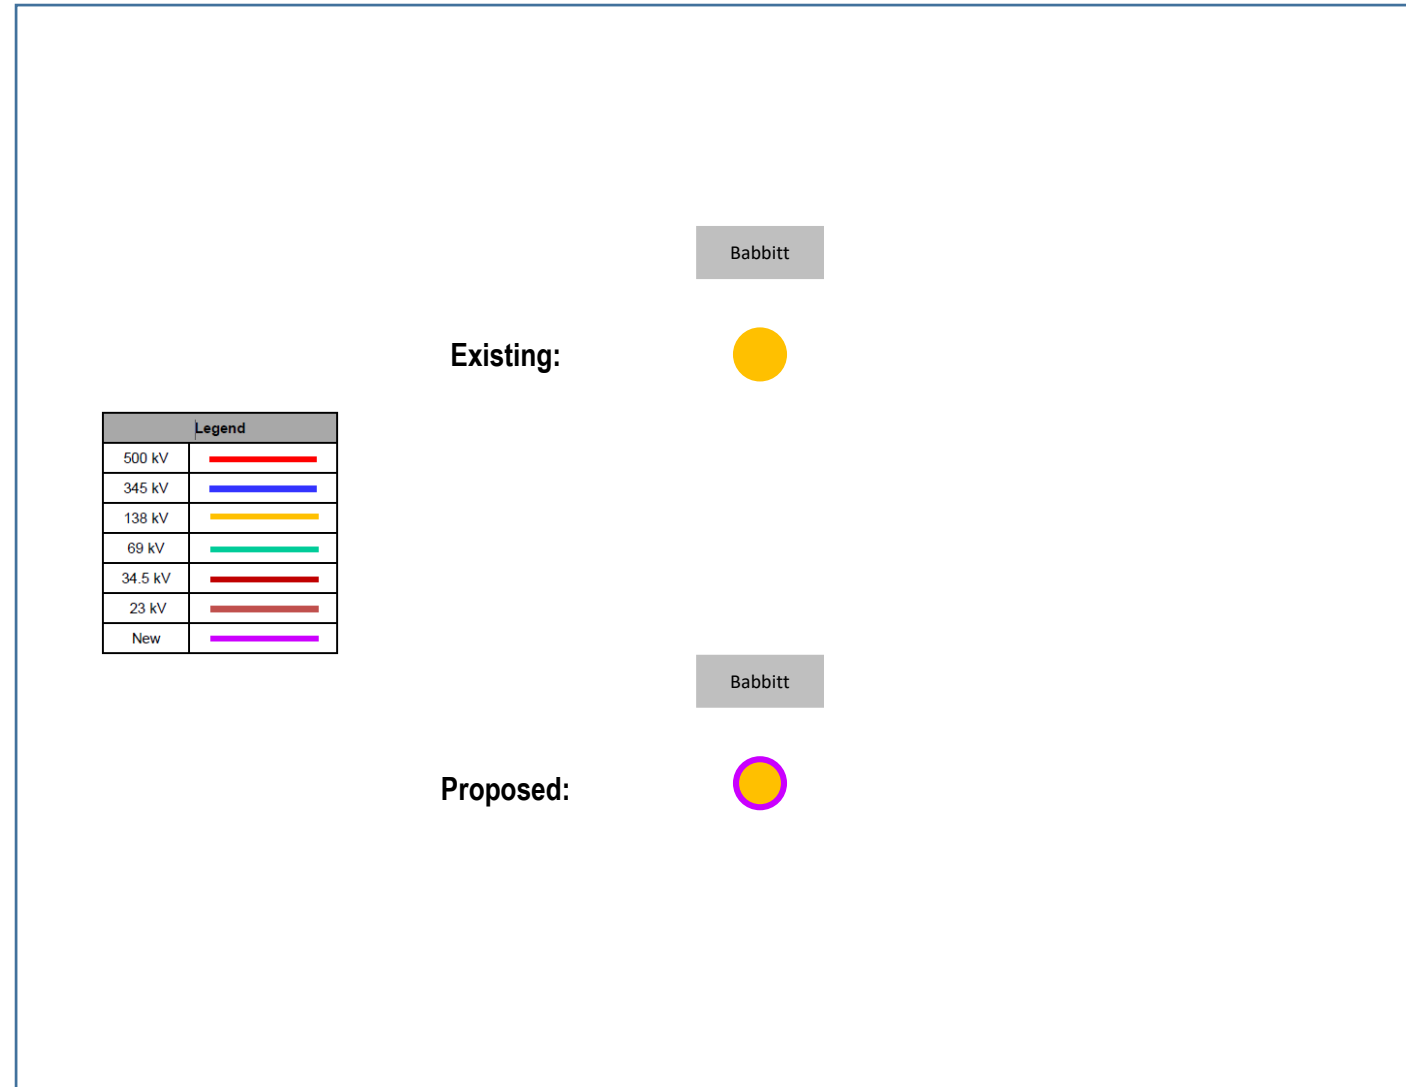 Babbitt
Existing:
Legend
500 kV
345 kV
138 kV
69 kV
34.5 kV
23 kV
New
Babbitt
Proposed: